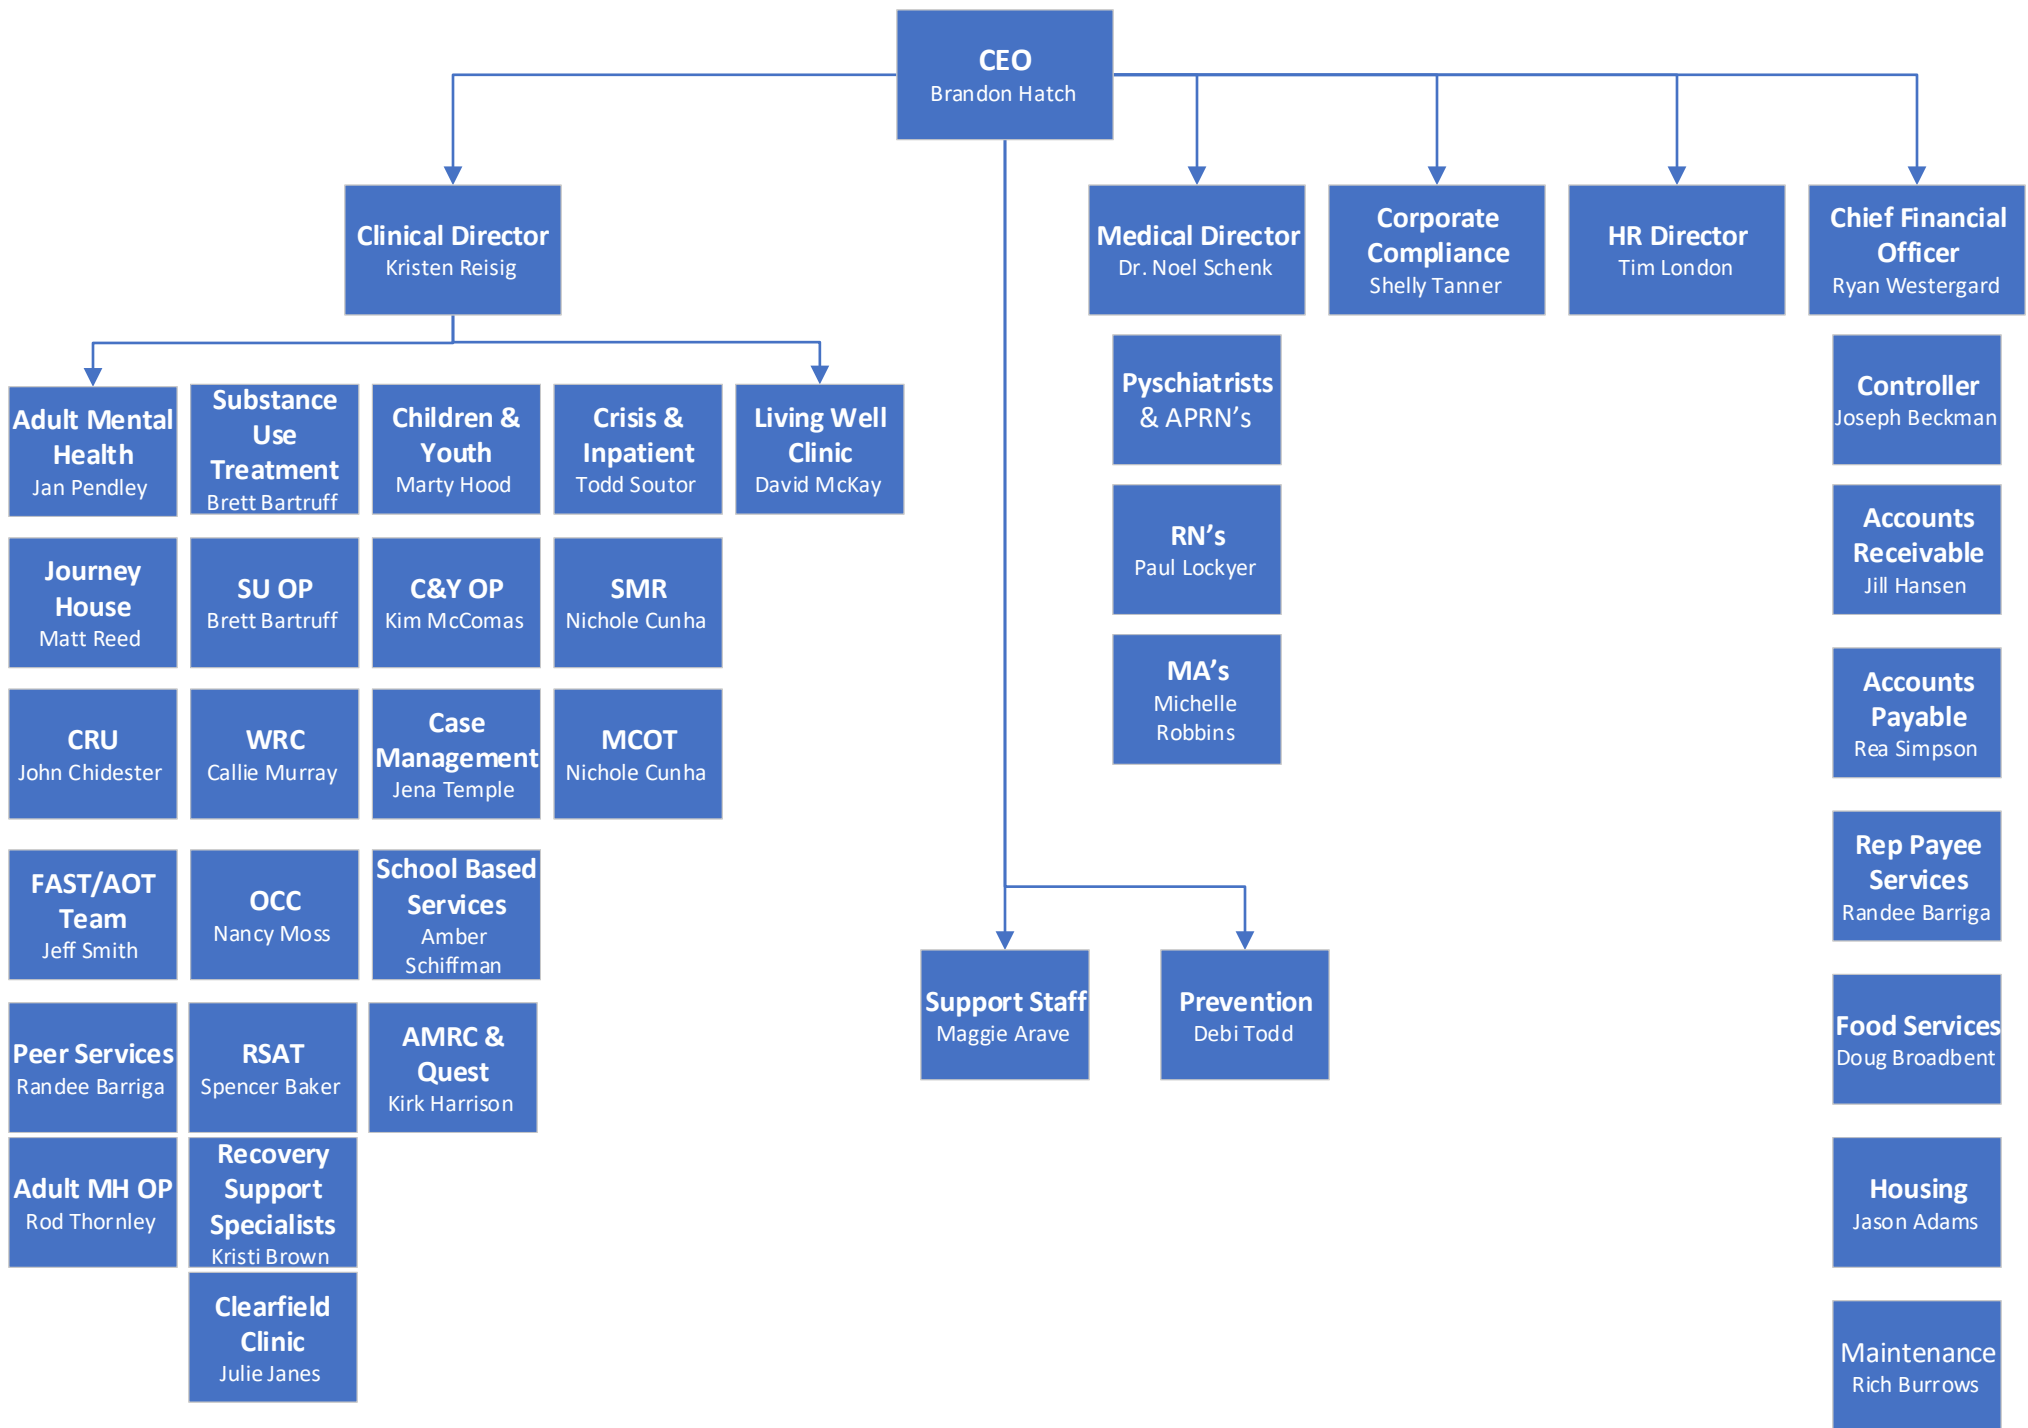 CEO
Brandon Hatch
Clinical Director
Kristen Reisig
Medical Director
Dr. Noel Schenk
Corporate
Compliance
Shelly Tanner
HR Director
Tim London
Chief Financial
Officer
Ryan Westergard
Adult Mental
Health
Jan Pendley
Substance
Use
Treatment
Brett Bartruff
Children &
Youth
Marty Hood
Crisis &
Inpatient
Todd Soutor
Living Well
Clinic
David McKay
Journey
House
Matt Reed
SU OP
Brett Bartruff
C&Y OP
Kim McComas
SMR
Nichole Cunha
CRU
John Chidester
WRC
Callie Murray
Case
Management
Jena Temple
MCOT
Nichole Cunha
FAST/AOT
Team
Jeff Smith
OCC
Nancy Moss
School Based
Services
Amber
Schiffman
Peer Services
Randee Barriga
RSAT
Spencer Baker
AMRC &
Quest
Kirk Harrison
Adult MH OP
Rod Thornley
Recovery
Support
Specialists
Kristi Brown
Clearfield
Clinic
Julie Janes
Pyschiatrists
& APRN’s
RN’s
Paul Lockyer
MA’s
Michelle
Robbins
Support Staff
Maggie Arave
Prevention
Debi Todd
Controller
Joseph Beckman
Accounts
Receivable
Jill Hansen
Accounts
Payable
Rea Simpson
Rep Payee
Services
Randee Barriga
Food Services
Doug Broadbent
Housing
Jason Adams
Maintenance
Rich Burrows